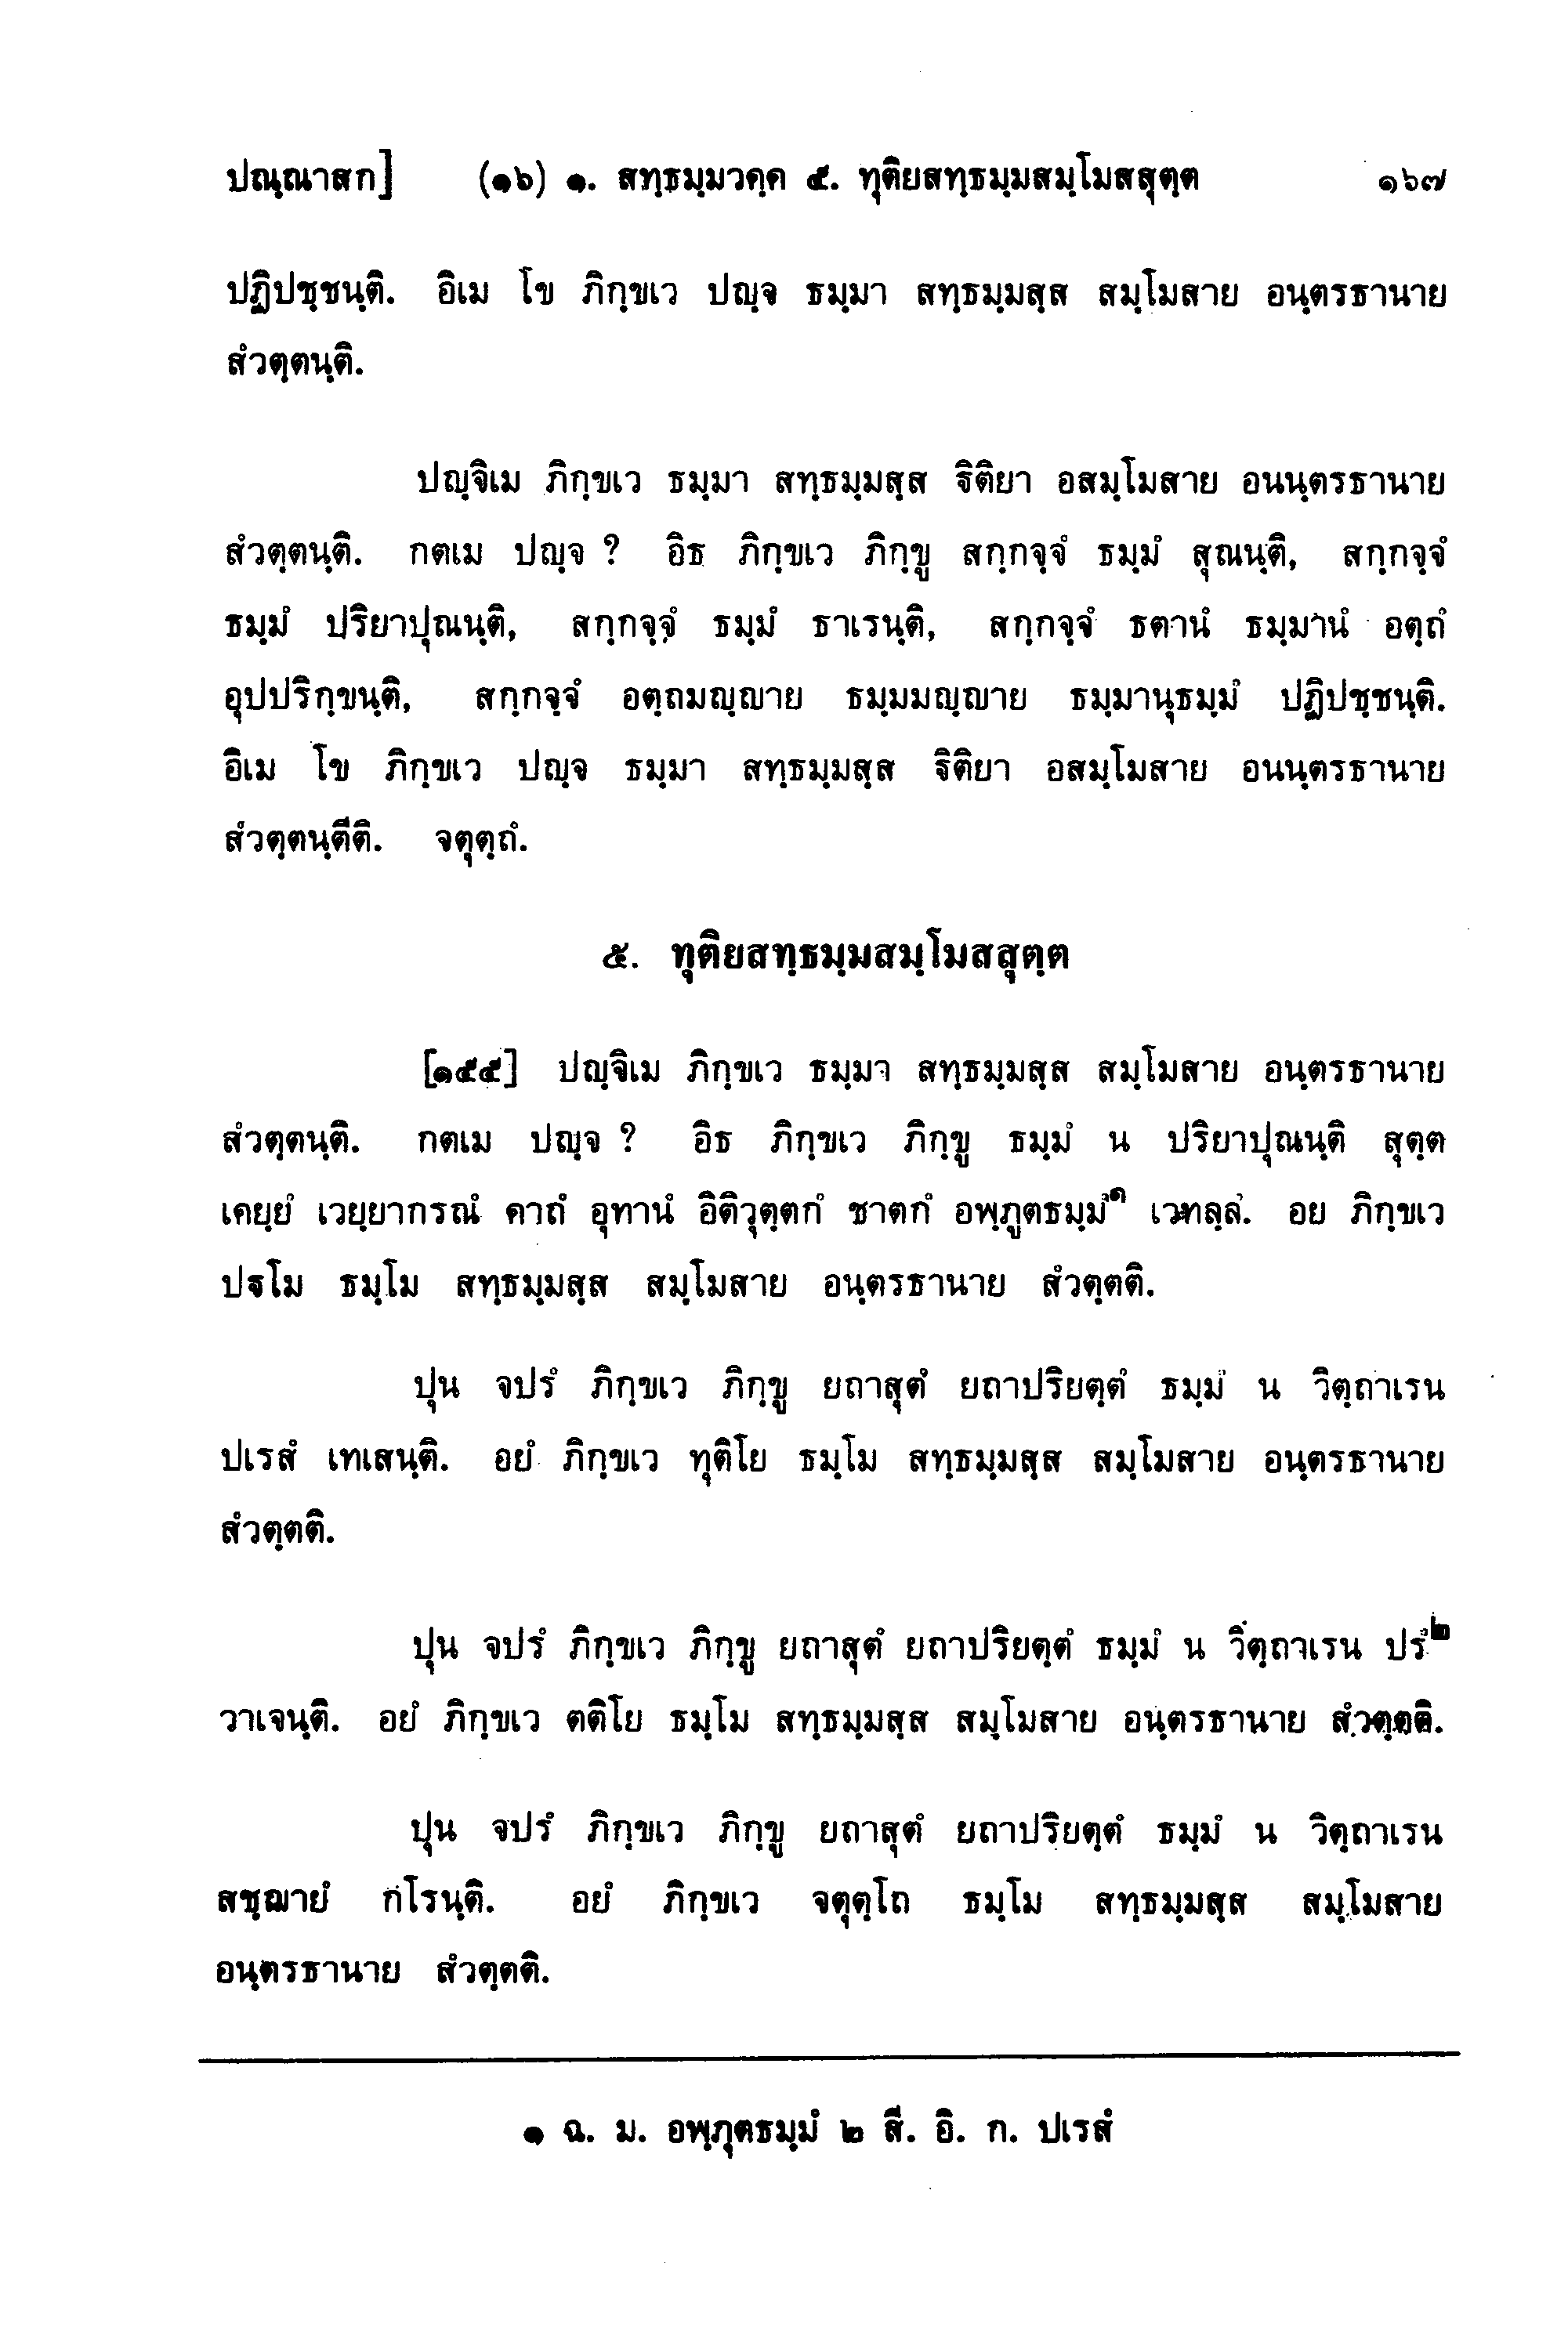 ปณฺณาสก] (๑๖) ๑. สทฺธมฺมวคฺค ๕. ทุติยสทฺธมฺมสมฺโมสสุตฺต ๑๖๗
ปฏิปชฺชนฺติ. อิเม โข ภิกฺขเว ปญฺจ ธมฺมา สทฺธมฺมสฺส สมฺโมสาย อนฺตรธานาย
สํวตฺตนฺติ.
ปญฺจิเม ภิกฺขเว ธมฺมา สทฺธมฺมสฺส ฐิติยา อสมฺโมสาย อนนฺตรธานาย
สํวตฺตนฺติ. กตเม ปญฺจ ? อิธ ภิกฺขเว ภิกฺขู สกฺกจฺจํ ธมฺมํ สุณนฺติ, สกฺกจฺจํ
ธมฺมํ ปริยาปุณนฺติ, สกฺกจฺจํ ธมฺมํ ธาเรนฺติ, สกฺกจฺจํ ธตานํ ธมฺมานํ อตฺถํ
อุปปริกฺขนฺติ, สกฺกจฺจํ อตฺถมญฺญาย ธมฺมมญฺญาย ธมฺมานุธมฺมํ ปฏิปชฺชนฺติ.
อิเม โข ภิกฺขเว ปญฺจ ธมฺมา สทฺธมฺมสฺส ฐิติยา อสมฺโมสาย อนนฺตรธานาย
สํวตฺตนฺตีติ. จตุตฺถํ.
๕. ทุติยสทฺธมฺมสมฺโมสสุตฺต
[๑๕๕] ปญฺจิเม ภิกฺขเว ธมฺมา สทฺธมฺมสฺส สมฺโมสาย อนฺตรธานาย
สํวตฺตนฺติ. กตเม ปญฺจ ? อิธ ภิกฺขเว ภิกฺขู ธมฺมํ น ปริยาปุณนฺติ สุตฺต
เคยฺยํ เวยฺยากรณํ คาถํ อุทานํ อิติวุตฺตกํ ชาตกํ อพฺภูตธมฺมํ๑ เวทลฺลํ. อย ภิกฺขเว
ปฐโม ธมฺโม สทฺธมฺมสฺส สมฺโมสาย อนฺตรธานาย สํวตฺตติ.
ปุน จปรํ ภิกฺขเว ภิกฺขู ยถาสุตํ ยถาปริยตฺตํ ธมฺมํ น วิตฺถาเรน
ปเรสํ เทเสนฺติ. อยํ ภิกฺขเว ทุติโย ธมฺโม สทฺธมฺมสฺส สมฺโมสาย อนฺตรธานาย
สํวตฺตติ.
ปุน จปรํ ภิกฺขเว ภิกฺขู ยถาสุตํ ยถาปริยตฺตํ ธมฺมํ น วิตฺถาเรน ปรํ๒
วาเจนฺติ. อยํ ภิกฺขเว ตติโย ธมฺโม สทฺธมฺมสฺส สมฺโมสาย อนฺตรธานาย สํวตฺตติ.
ปุน จปรํ ภิกฺขเว ภิกฺขู ยถาสุตํ ยถาปริยตฺตํ ธมฺมํ น วิตฺถาเรน
สชฺฌายํ กโรนฺติ. อยํ ภิกฺขเว จตุตฺโถ ธมฺโม สทฺธมฺมสฺส สมฺโมสาย
อนฺตรธานาย สํวตฺตติ.
๑ ฉ. ม. อพฺภุตธมฺมํ ๒ สี. อิ. ก. ปเรสํ